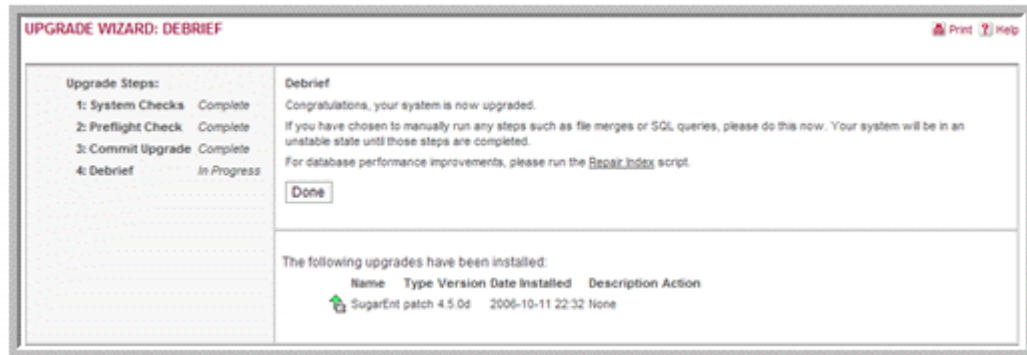 UPGRADE WIZARD: DEBRIEF
Print Help
Upgrade Steps:
1: System Checks Complete
2: Preflight Check Complete
3: Commit Upgrade Complete
4: Debrief In Progress
Debrief
Congratulations, your system is now upgraded.
If you have chosen to manually run any steps such as file merges or SQL queries, please do this now. Your system will be in an
unstable state until those steps are completed.
For database performance improvements, please run the Repair Index script.
Done
The following upgrades have been installed:
Name Type Version Date Installed Description Action
SugarEnt patch 4.5.0d 2006-10-11 22:32 None